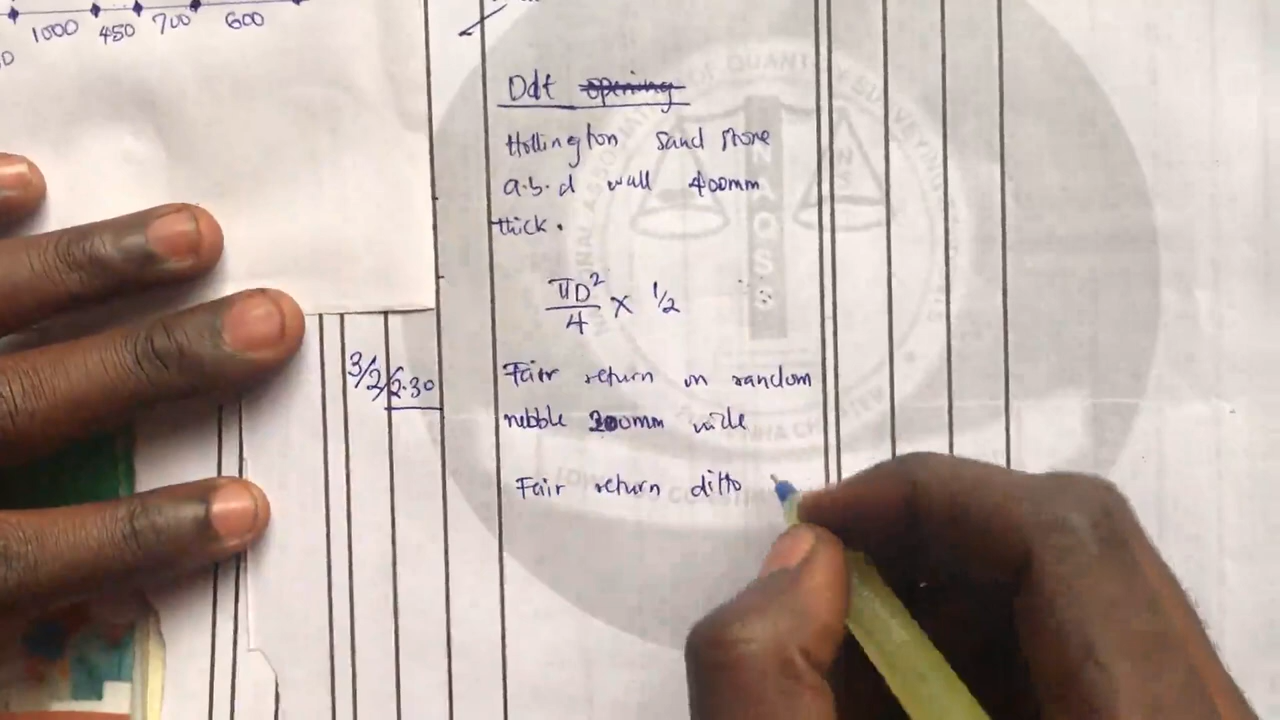 1000 450 700 600
Ddt opening
Hollington sand stone
a.b.d wall 400mm
thick.
πD²/4 x 1/2
3/2/2.30
Fair return on random
rubble 200mm wide
Fair return ditto